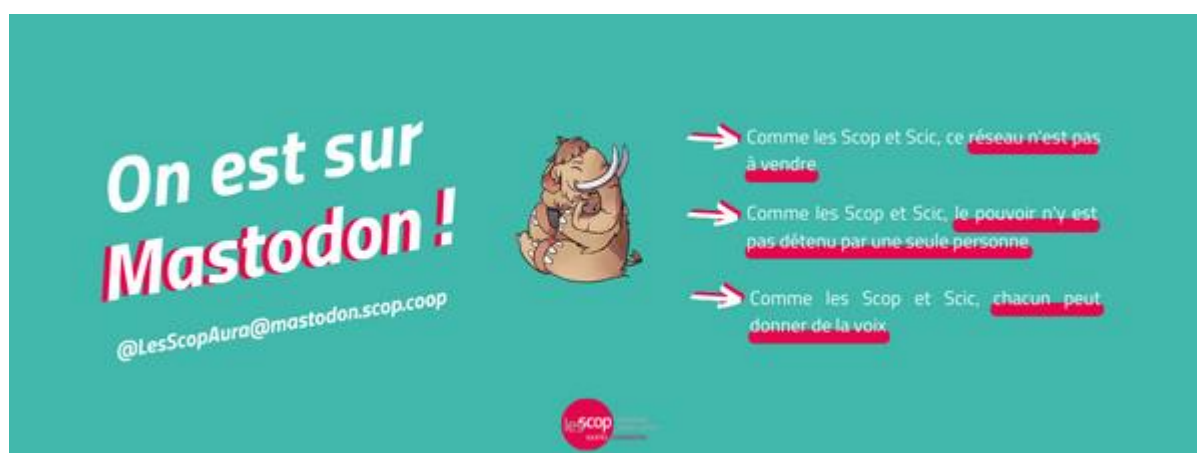 On est sur
Mastodon !
@LesScopAura@mastodon.scop.coop
Comme les Scop et Scic, ce réseau n'est pas
à vendre
Comme les Scop et Scic, le pouvoir n'y est
pas détenu par une seule personne
Comme les Scop et Scic, chacun peut
donner de la voix
lesscop